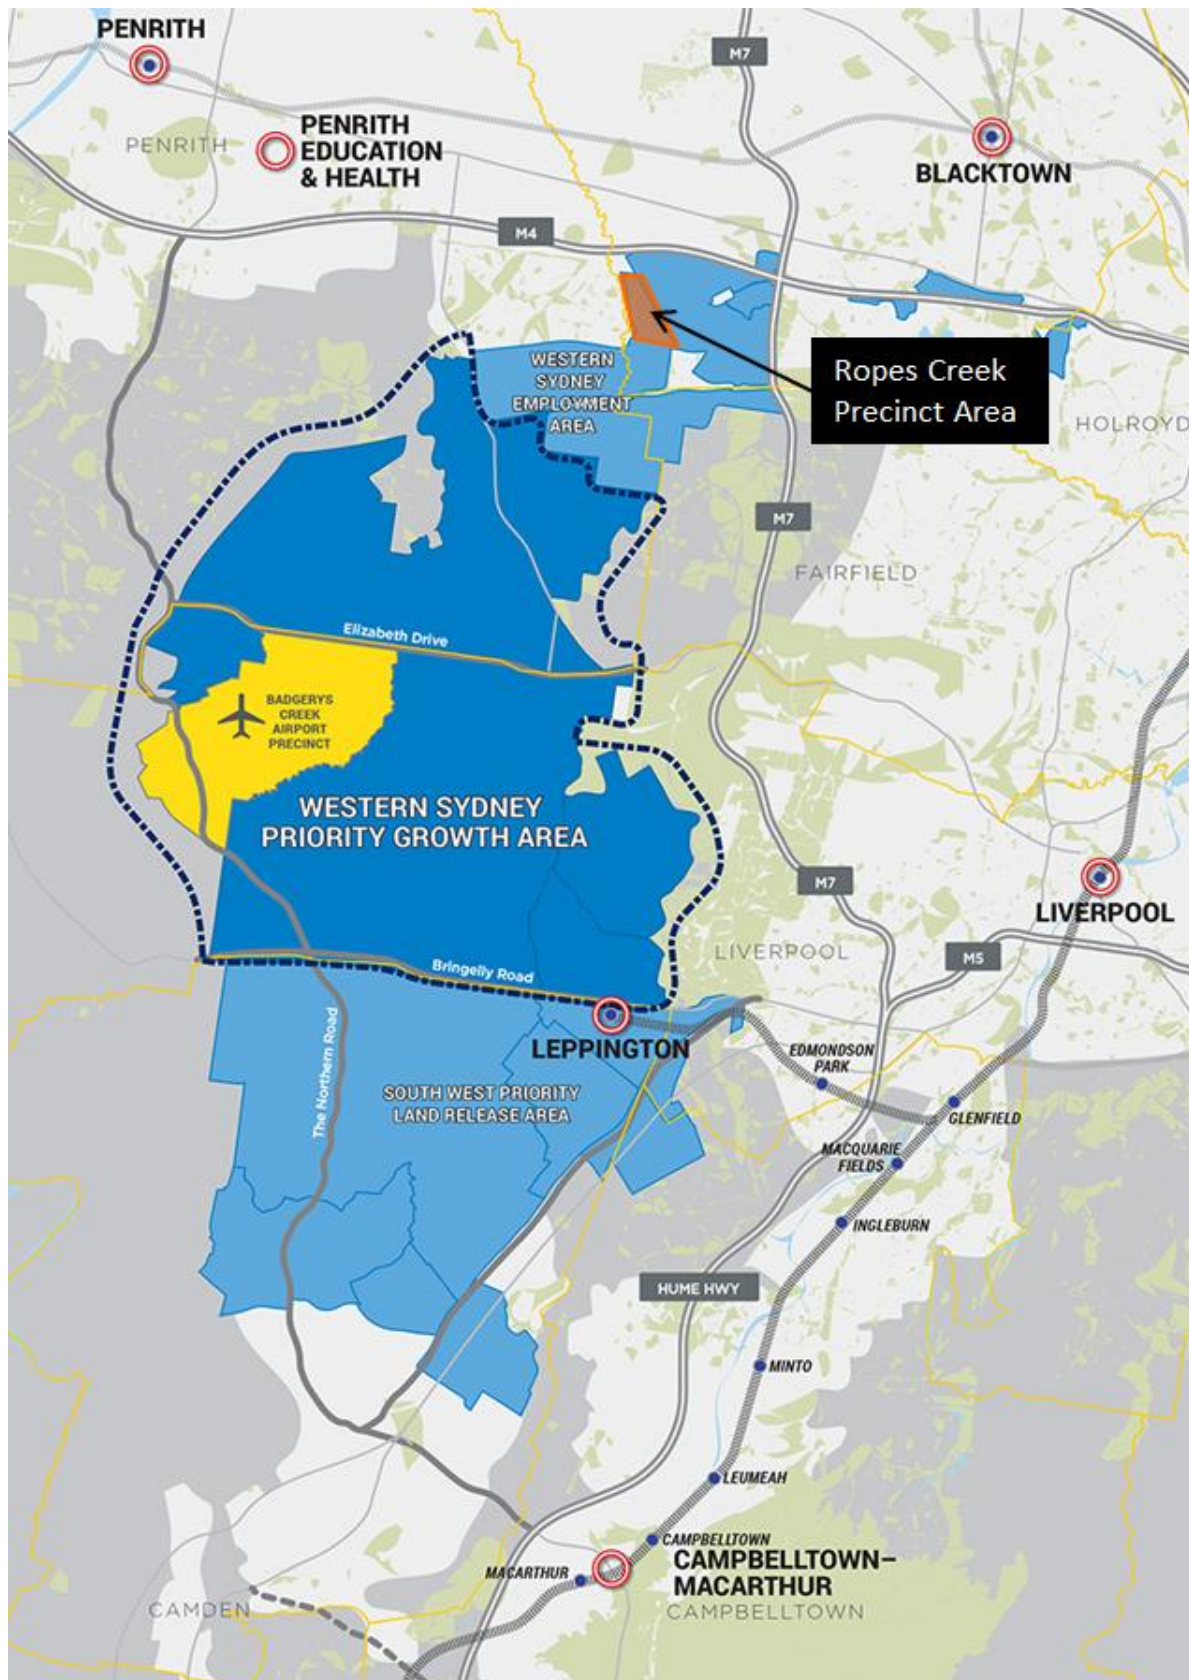 PENRITH
M7
PENRITH
PENRITH
EDUCATION
& HEALTH
BLACKTOWN
M4
WESTERN
SYDNEY
EMPLOYMENT
AREA
Ropes Creek
Precinct Area
HOLROYD
M7
FAIRFIELD
Elizabeth Drive
BADGERYS
CREEK
AIRPORT
PRECINCT
WESTERN SYDNEY
PRIORITY GROWTH AREA
M7
LIVERPOOL
LIVERPOOL
M5
Bringelly Road
LEPPINGTON
EDMONDSON
PARK
The Northern Road
SOUTH WEST PRIORITY
LAND RELEASE AREA
GLENFIELD
MACQUARIE
FIELDS
INGLEBURN
HUME HWY
MINTO
LEUMEAH
CAMPBELLTOWN
MACARTHUR
CAMPBELLTOWN–
MACARTHUR
CAMPBELLTOWN
CAMDEN